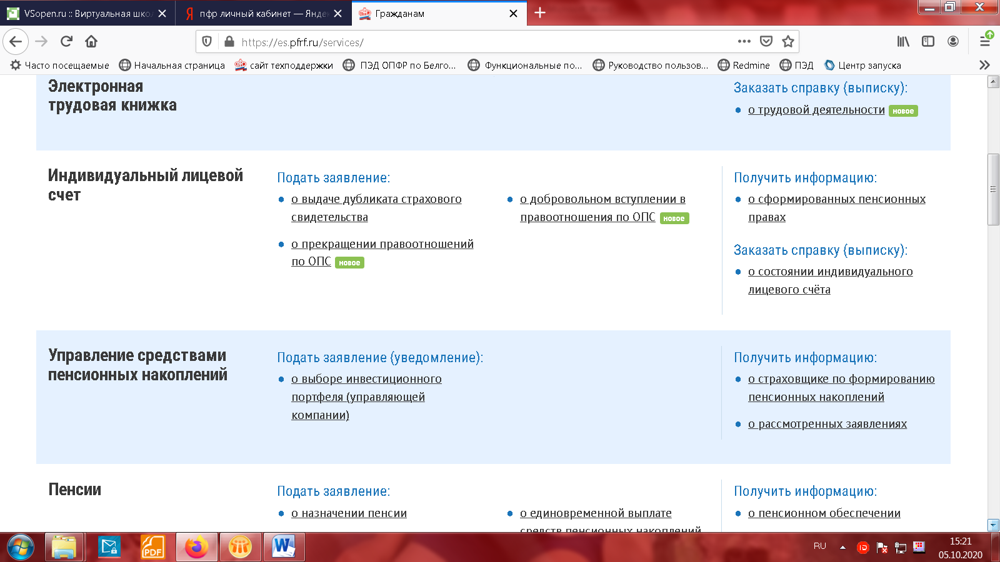 VSopen.ru :: Виртуальная школ
пфр личный кабинет — Янде
Гражданам
https://es.pfrf.ru/services/
Часто посещаемые
Начальная страница
сайт техподдержки
ПЭД ОПФР по Белго...
Функциональные по...
Руководство пользов...
Redmine
ПЭД
Центр запуска
Электронная
трудовая книжка
Заказать справку (выписку):
о трудовой деятельности новое
Индивидуальный лицевой
счет
Подать заявление:
о выдаче дубликата страхового
свидетельства
о прекращении правоотношений
по ОПС новое
о добровольном вступлении в
правоотношения по ОПС новое
Получить информацию:
о сформированных пенсионных
правах
Заказать справку (выписку):
о состоянии индивидуального
лицевого счёта
Управление средствами
пенсионных накоплений
Подать заявление (уведомление):
о выборе инвестиционного
портфеля (управляющей
компании)
Получить информацию:
о страховщике по формированию
пенсионных накоплений
о рассмотренных заявлениях
Пенсии
Подать заявление:
о назначении пенсии
о единовременной выплате
средств пенсионных накоплений
Получить информацию:
о пенсионном обеспечении
PDF
W
RU
iD
15:21
05.10.2020